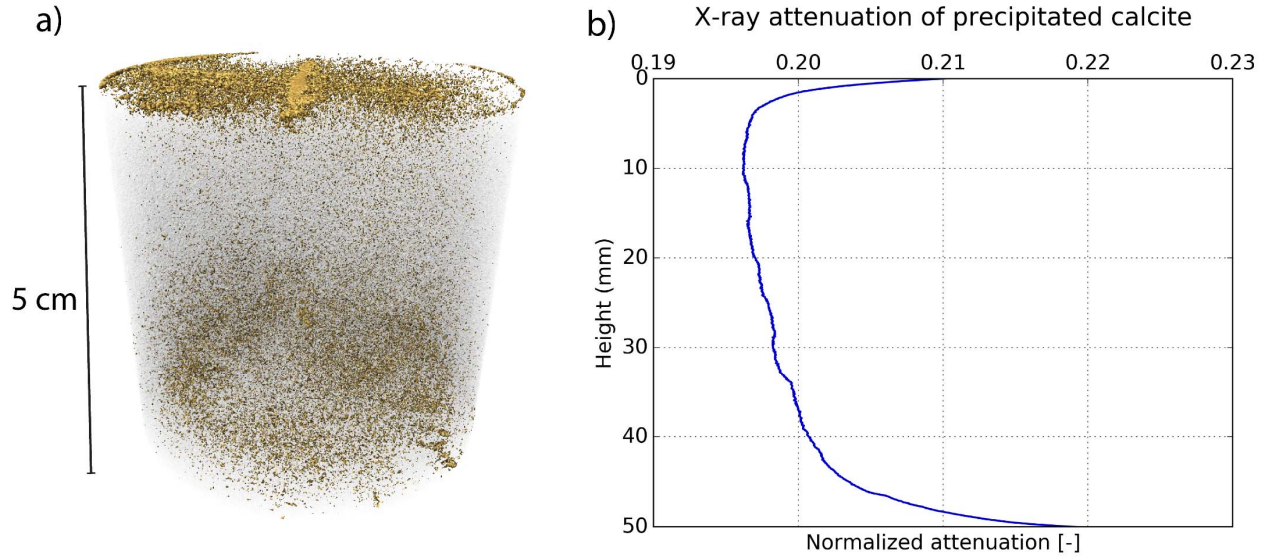 a)
5 cm
b)
X-ray attenuation of precipitated calcite
0.19 0.20 0.21 0.22 0.23
0
10
20
30
40
50
Height (mm)
Normalized attenuation [-]